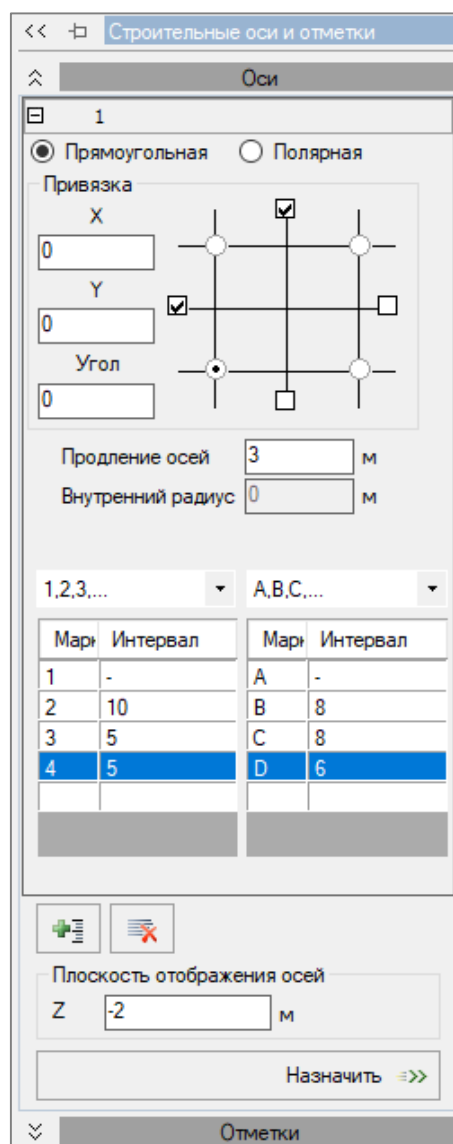 << Строительные оси и отметки
Оси
1
Прямоугольная Полярная
Привязка
X
0
Y
0
Угол
0
Продление осей 3 м
Внутренний радиус 0 м
1,2,3,... A,B,C,...
Марк Интервал Марк Интервал
1 - A -
2 10 B 8
3 5 C 8
4 5 D 6
Плоскость отображения осей
Z -2 м
Назначить
Отметки